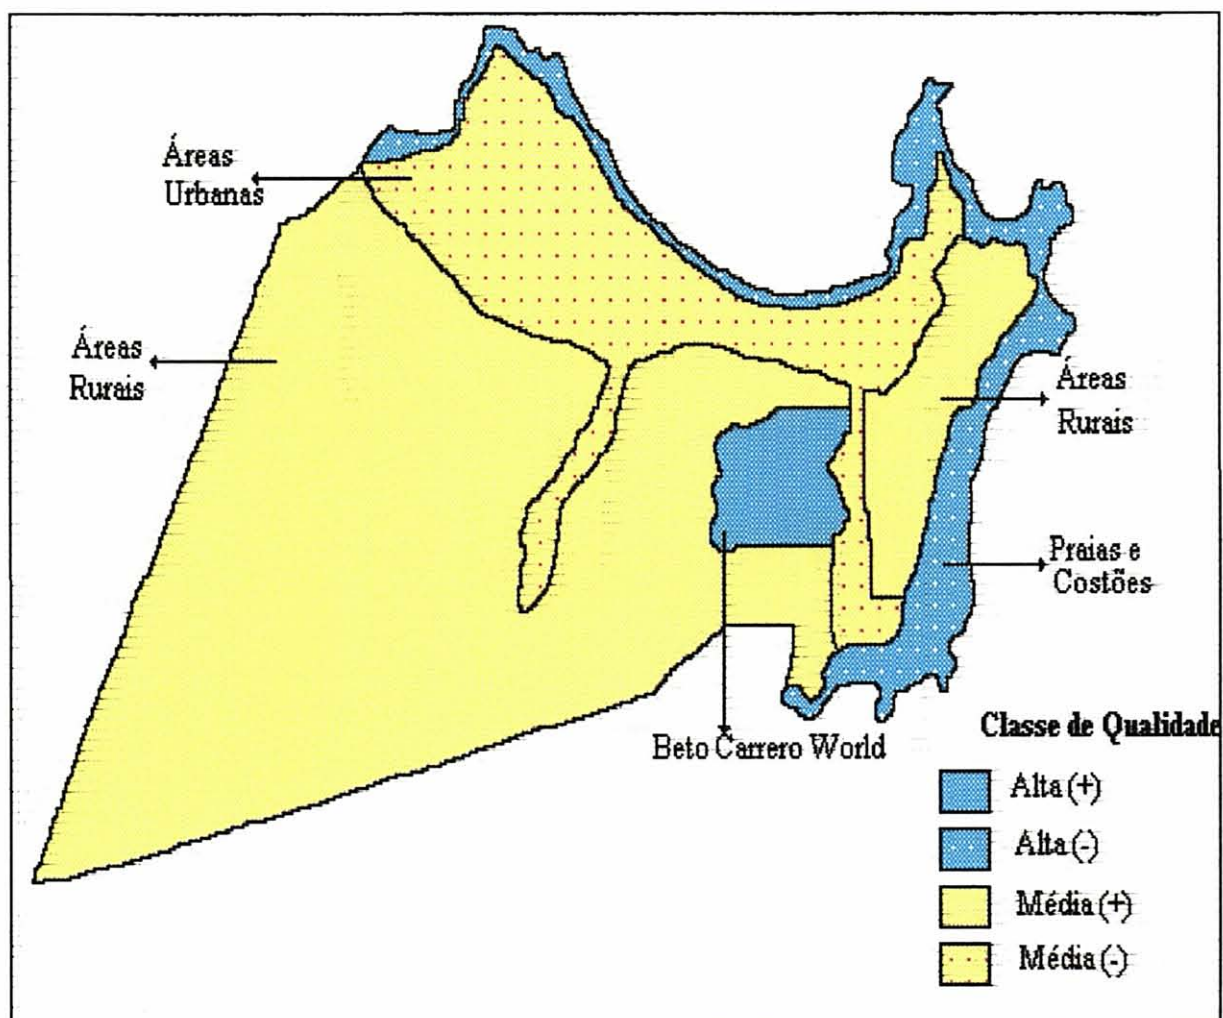 Áreas
Urbanas
Áreas
Rurais
Áreas
Rurais
Praias e
Costões
Beto Carrero World
Classe de Qualidade
Alta (+)
Alta (-)
Média (+)
Média (-)